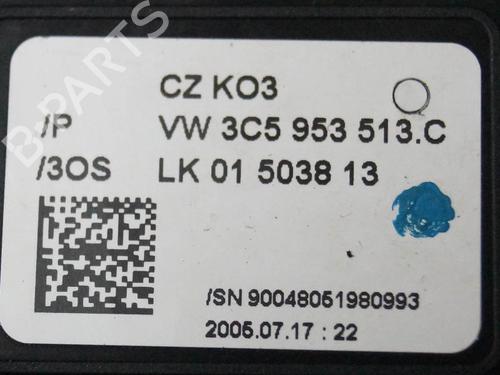 B-PARTS
CZ KO3
/P VW 3C5 953 513.C
/3OS LK 01 5038 13
/SN 90048051980993
2005.07.17 : 22